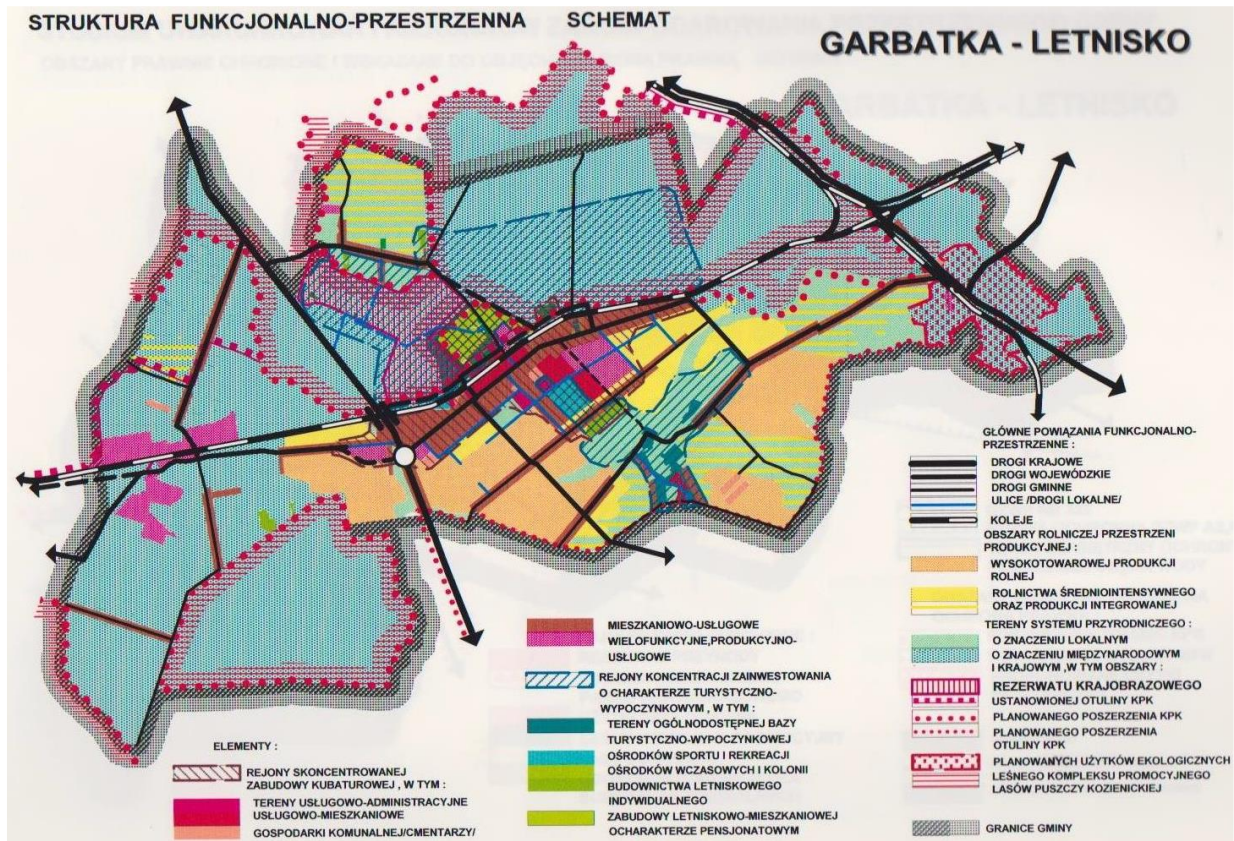 STRUKTURA FUNKCJONALNO-PRZESTRZENNA SCHEMAT
GARBATKA - LETNISKO
GŁÓWNE POWIĄZANIA FUNKCJONALNO-
PRZESTRZENNE :
DROGI KRAJOWE
DROGI WOJEWÓDZKIE
DROGI GMINNE
ULICE /DROGI LOKALNE/
KOLEJE
OBSZARY ROLNICZEJ PRZESTRZENI
PRODUKCYJNEJ :
WYSOKOTOWAROWEJ PRODUKCJI
ROLNEJ
ROLNICTWA ŚREDNIOINTENSYWNEGO
ORAZ PRODUKCJI INTEGROWANEJ
TERENY SYSTEMU PRZYRODNICZEGO :
O ZNACZENIU LOKALNYM
O ZNACZENIU MIĘDZYNARODOWYM
I KRAJOWYM ,W TYM OBSZARY :
REZERWATU KRAJOBRAZOWEGO
USTANOWIONEJ OTULINY KPK
PLANOWANEGO POSZERZENIA KPK
PLANOWANEGO POSZERZENIA
OTULINY KPK
PLANOWANYCH UŻYTKÓW EKOLOGICZNYCH
LEŚNEGO KOMPLEKSU PROMOCYJNEGO
LASÓW PUSZCZY KOZIENICKIEJ
GRANICE GMINY
MIESZKANIOWO-USŁUGOWE
WIELOFUNKCYJNE,PRODUKCYJNO-
USŁUGOWE
REJONY KONCENTRACJI ZAINWESTOWANIA
O CHARAKTERZE TURYSTYCZNO-
WYPOCZYNKOWYM , W TYM :
TERENY OGÓLNODOSTĘPNEJ BAZY
TURYSTYCZNO-WYPOCZYNKOWEJ
OŚRODKÓW SPORTU I REKREACJI
OŚRODKÓW WCZASOWYCH I KOLONII
BUDOWNICTWA LETNISKOWEGO
INDYWIDUALNEGO
ZABUDOWY LETNISKOWO-MIESZKANIOWEJ
OCHARAKTERZE PENSJONATOWYM
ELEMENTY :
REJONY SKONCENTROWANEJ
ZABUDOWY KUBATUROWEJ , W TYM :
TERENY USŁUGOWO-ADMINISTRACYJNE
USŁUGOWO-MIESZKANIOWE
GOSPODARKI KOMUNALNEJ/CMENTARZY/